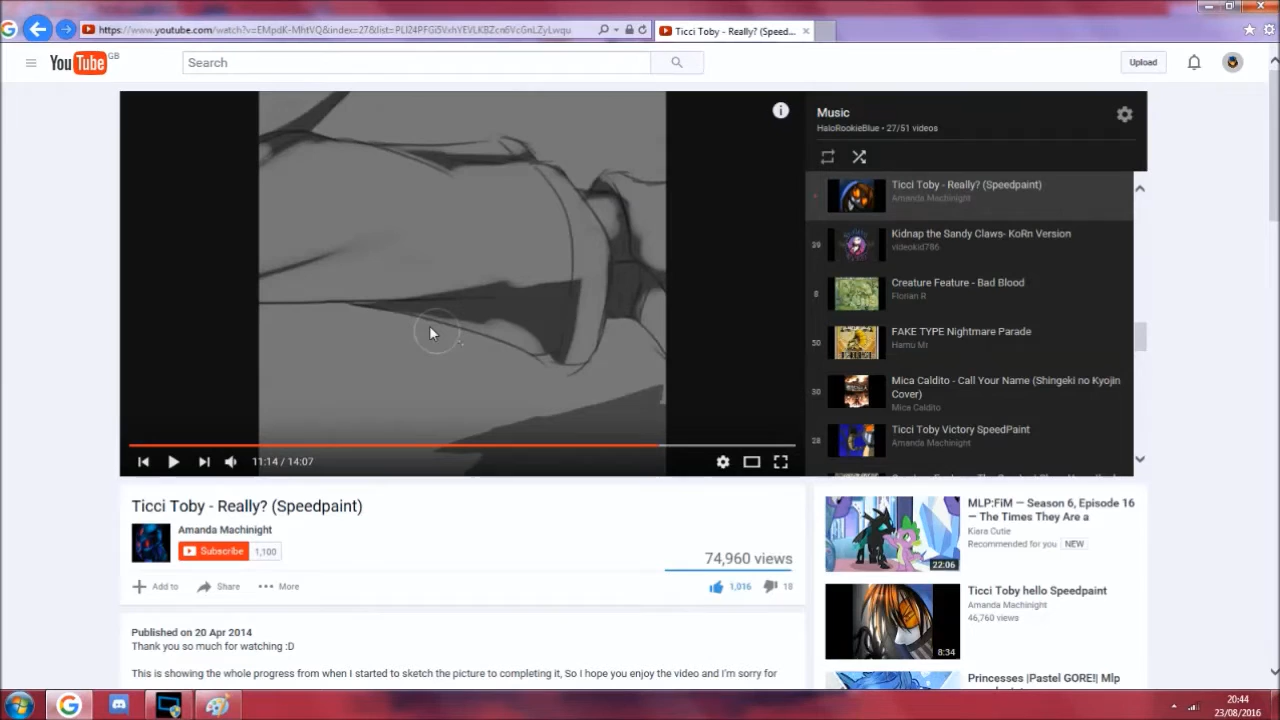 https://www.youtube.com/watch?v=EMpdK-MhtVQ&index=27&list=
Ticci Toby - Really? (Speed...
YouTube GB
Search
Upload
Music
HaloRookieBlue • 27/51 videos
Ticci Toby - Really? (Speedpaint)
Amanda Machinight
39
Kidnap the Sandy Claws- KoRn Version
videokid786
8
Creature Feature - Bad Blood
Florian R
50
FAKE TYPE Nightmare Parade
Hamu Mt
30
Mica Caldito - Call Your Name (Shingeki no Kyojin
Cover)
Mica Caldito
28
Ticci Toby Victory SpeedPaint
Amanda Machinight
11:14 / 14:07
Ticci Toby - Really? (Speedpaint)
Amanda Machinight
Subscribe 1,100
74,960 views
Add to Share More
1,016 18
Published on 20 Apr 2014
Thank you so much for watching :D
This is showing the whole progress from when I started to sketch the picture to completing it, So I hope you enjoy the video and I'm sorry for
MLP:FiM — Season 6, Episode 16
— The Times They Are a
Kiara Cutie
Recommended for you NEW
22:06
Ticci Toby hello Speedpaint
Amanda Machinight
46,760 views
8:34
Princesses |Pastel GORE!| Mlp
20:44
23/08/2016